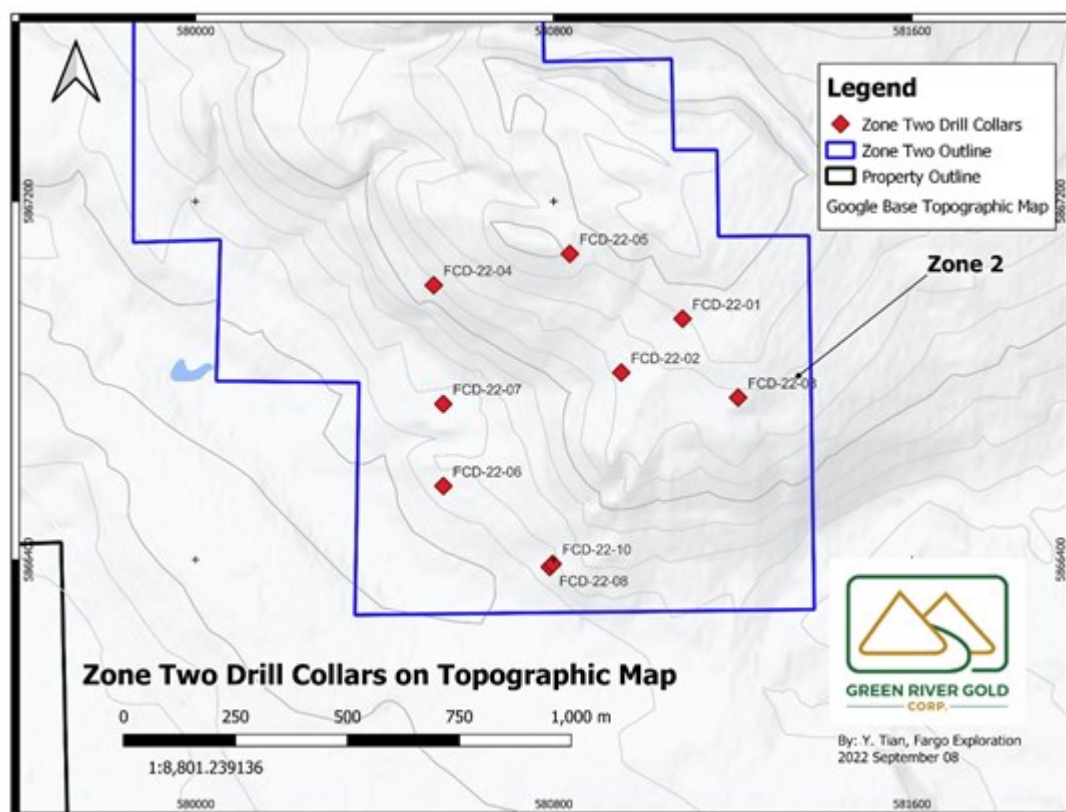 580000
580800
581600
Legend
Zone Two Drill Collars
Zone Two Outline
Property Outline
Google Base Topographic Map
5867200
5867200
FCD-22-05
FCD-22-04
Zone 2
FCD-22-01
FCD-22-02
FCD-22-03
FCD-22-07
FCD-22-06
FCD-22-10
FCD-22-08
5866400
5866400
Zone Two Drill Collars on Topographic Map
0 250 500 750 1,000 m
1:8,801.239136
GREEN RIVER GOLD
CORP.
By: Y. Tian, Fargo Exploration
2022 September 08
580000
580800
581600